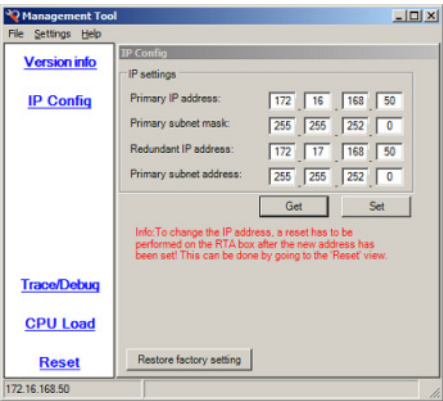 Management Tool
File Settings Help
Version info
IP Config
Trace/Debug
CPU Load
Reset
IP Config
IP settings
Primary IP address: 172 . 16 . 168 . 50
Primary subnet mask: 255 . 255 . 252 . 0
Redundant IP address: 172 . 17 . 168 . 50
Primary subnet address: 255 . 255 . 252 . 0
Get Set
Info:To change the IP address, a reset has to be
performed on the RTA box after the new address has
been set! This can be done by going to the 'Reset' view.
Restore factory setting
172.16.168.50